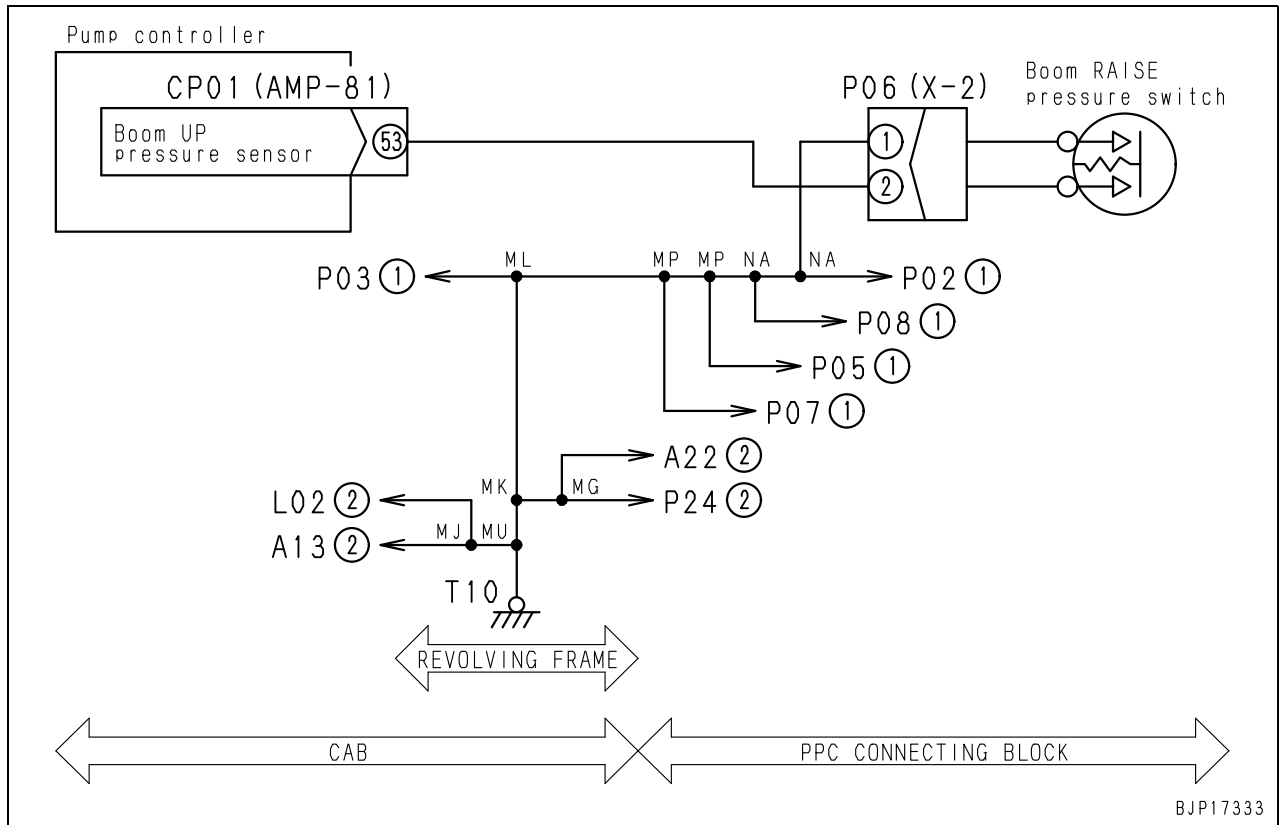 Pump controller
CP01 (AMP-81)
Boom UP
pressure sensor
53
P06 (X-2)
1
2
Boom RAISE
pressure switch
ML
MP
MP
NA
NA
P03 1
P02 1
P08 1
P05 1
P07 1
A22 2
MK
MG
P24 2
L02 2
MJ
MU
A13 2
T10
REVOLVING FRAME
CAB
PPC CONNECTING BLOCK
BJP17333